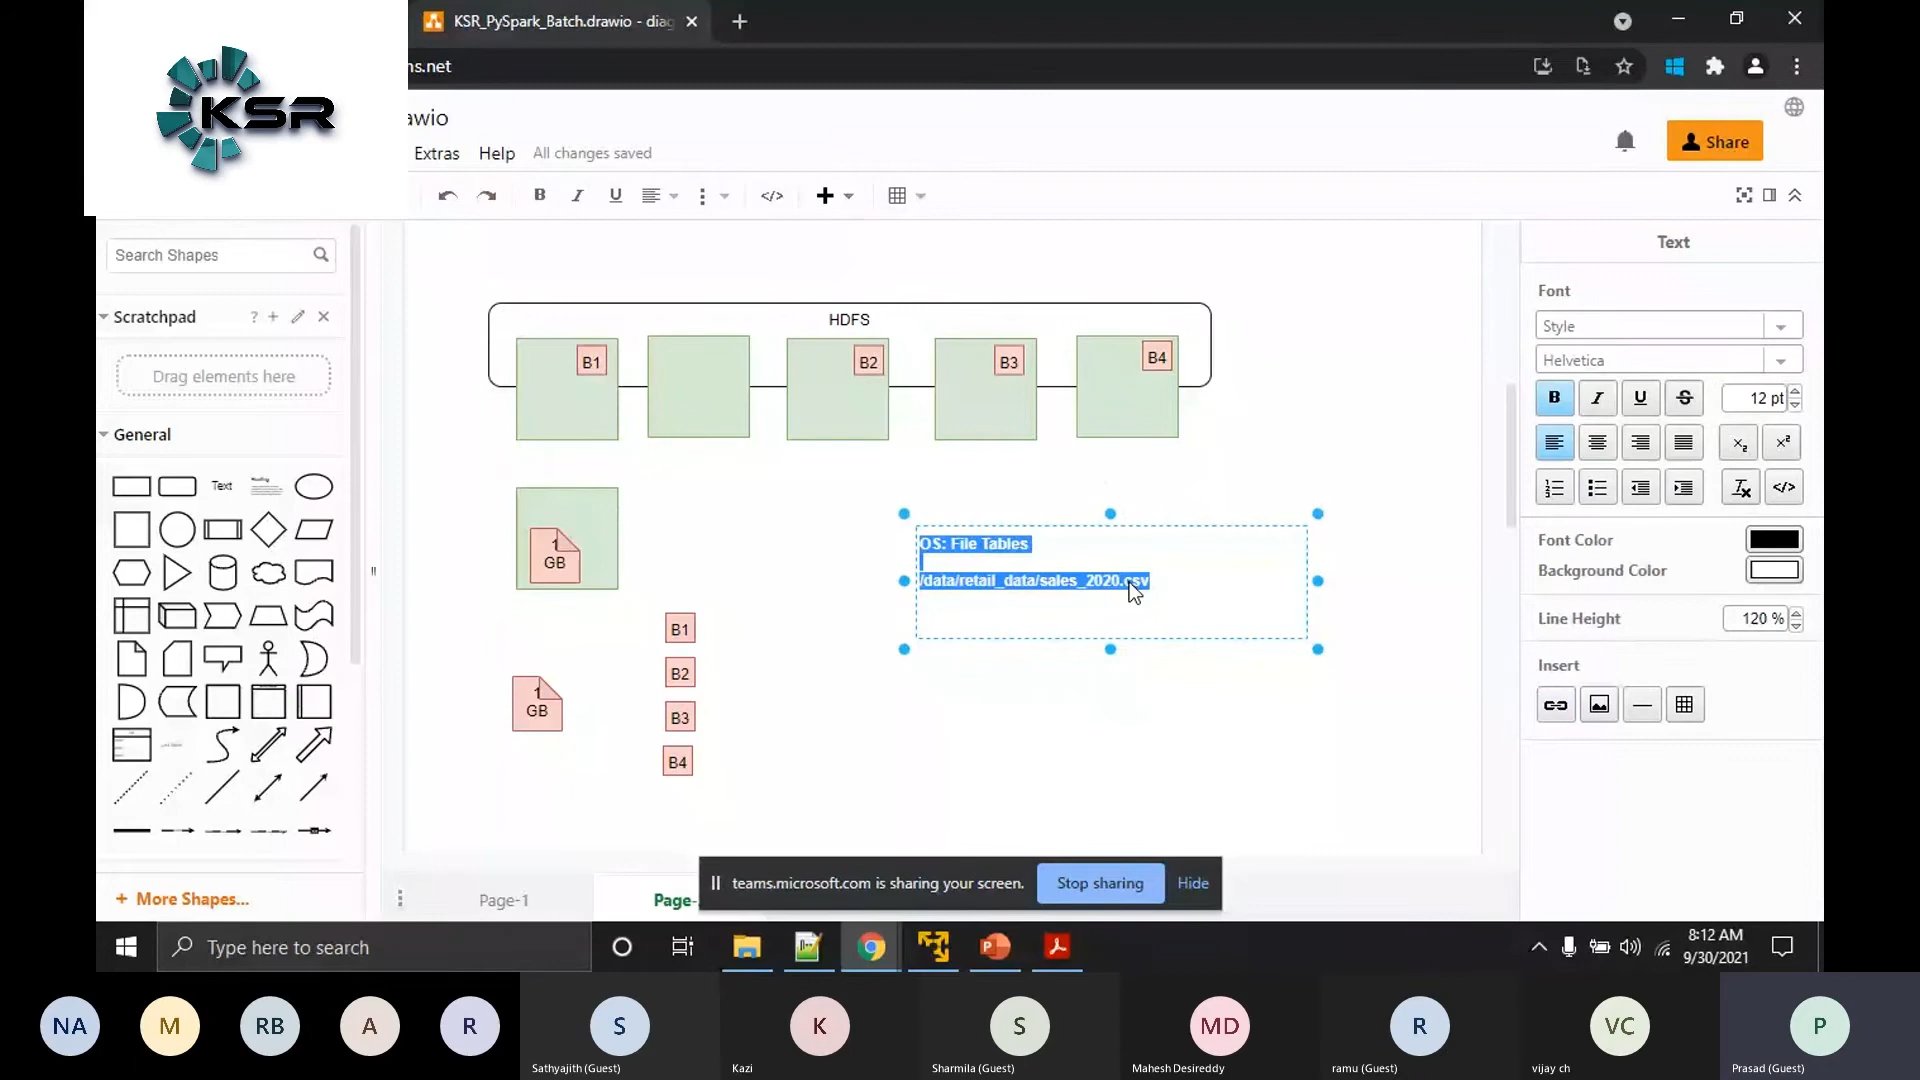 KSR_PySpark_Batch.drawio - diag
ns.net
KSR
awio
Extras Help All changes saved
Share
B I U
Search Shapes
Scratchpad
Drag elements here
General
Text
Heading
More Shapes...
HDFS
B1
B2
B3
B4
1
GB
OS: File Tables
/data/retail_data/sales_2020.csv
B1
B2
B3
B4
1
GB
Text
Font
Style
Helvetica
B I U S 12 pt
Font Color
Background Color
Line Height 120 %
Insert
Page-1
Page-
teams.microsoft.com is sharing your screen. Stop sharing Hide
Type here to search
8:12 AM
9/30/2021
NA M RB A R S K S MD R VC P
Sathyajith (Guest) Kazi Sharmila (Guest) Mahesh Desireddy ramu (Guest) vijay ch Prasad (Guest)